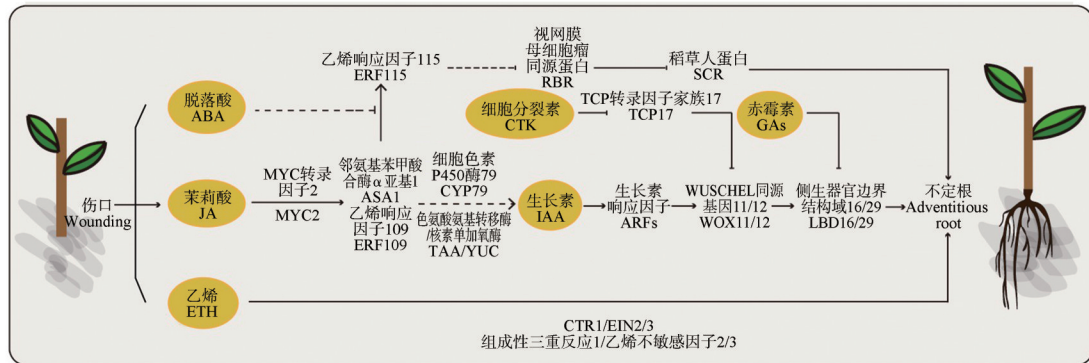 伤口
Wounding
脱落酸
ABA
茉莉酸
JA
乙烯
ETH
MYC转录
因子2
MYC2
乙烯响应因子115
ERF115
邻氨基苯甲酸
合酶α亚基1
ASA1
乙烯响应
因子109
ERF109
细胞色素
P450酶79
CYP79
色氨酸氨基转移酶
/核素单加氧酶
TAA/YUC
视网膜
母细胞瘤
同源蛋白
RBR
稻草人蛋白
SCR
细胞分裂素
CTK
TCP转录因子家族17
TCP17
赤霉素
GAs
生长素
IAA
生长素
响应因子
ARFs
WUSCHEL同源
基因11/12
WOX11/12
侧生器官边界
结构域16/29
LBD16/29
不定根
Adventitious
root
CTR1/EIN2/3
组成性三重反应1/乙烯不敏感因子2/3